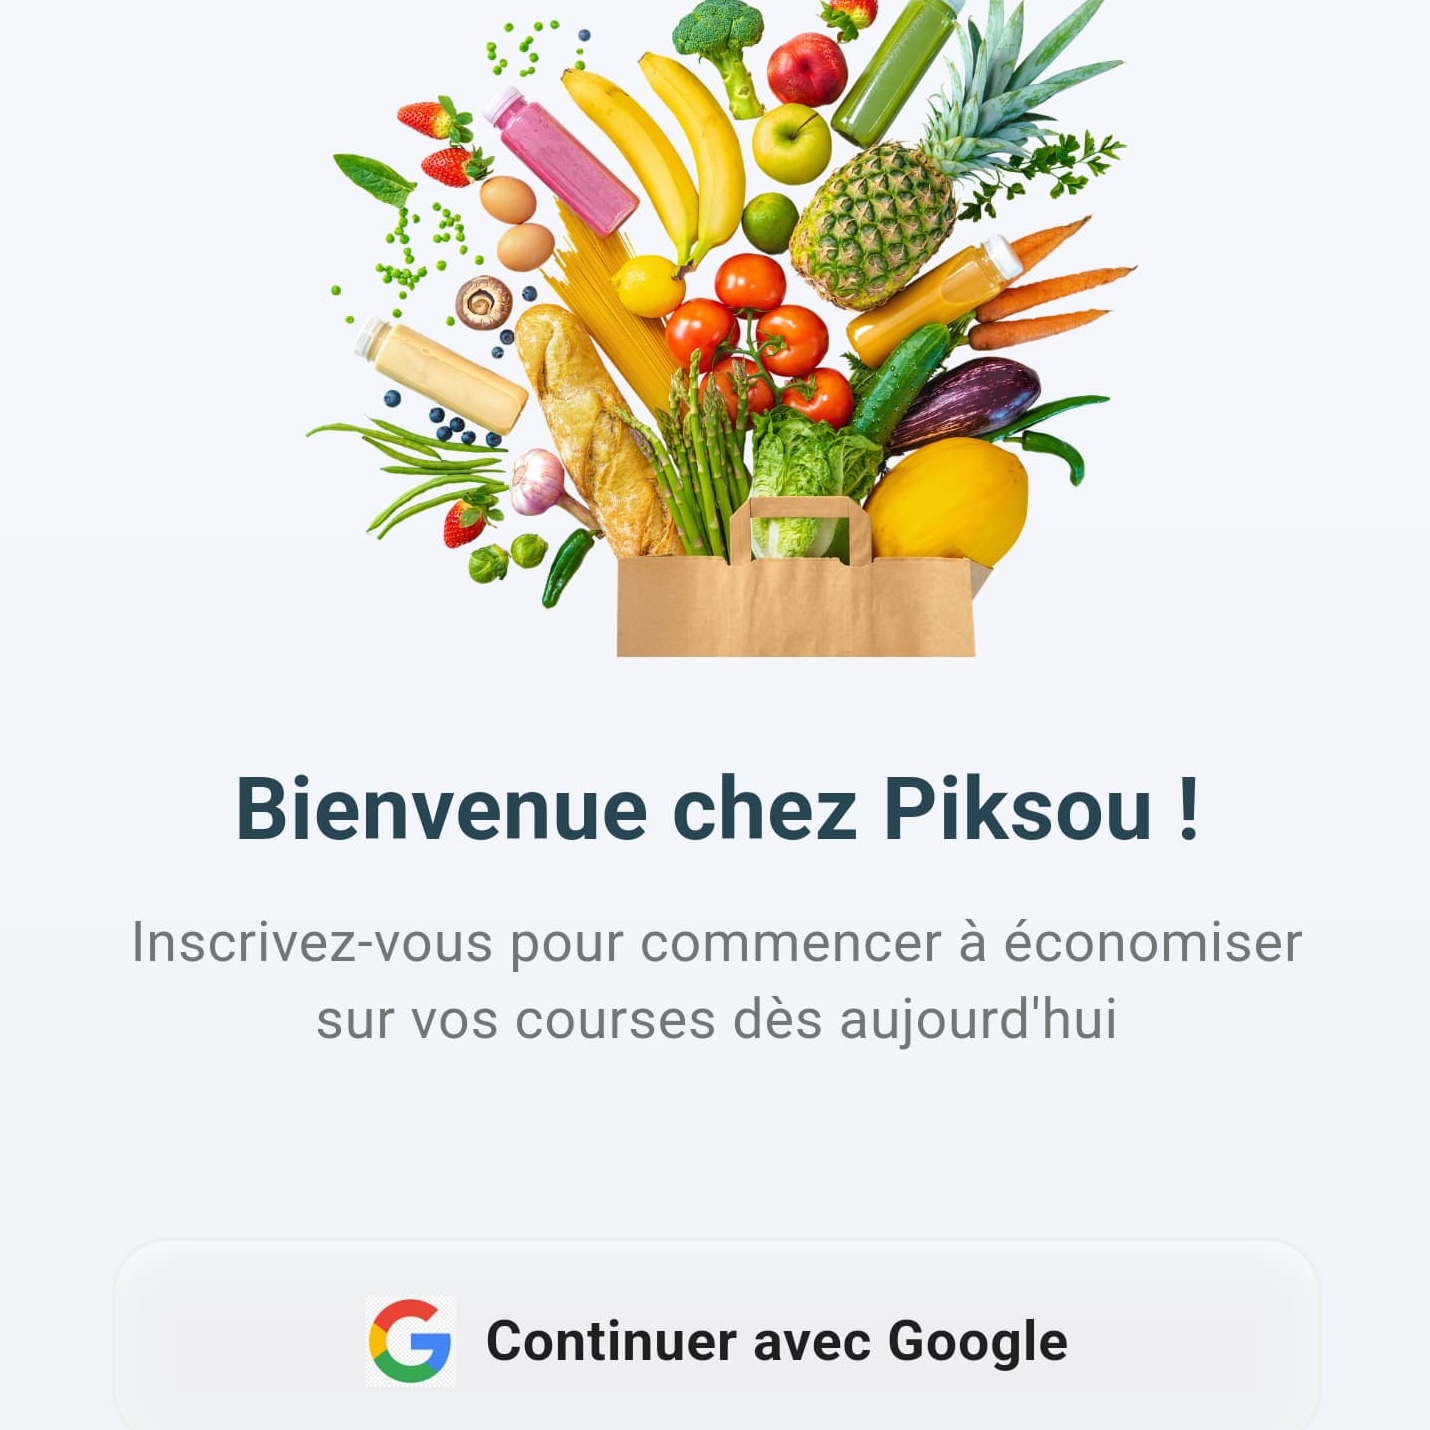 Bienvenue chez Piksou !
Inscrivez-vous pour commencer à économiser
sur vos courses dès aujourd'hui
Continuer avec Google